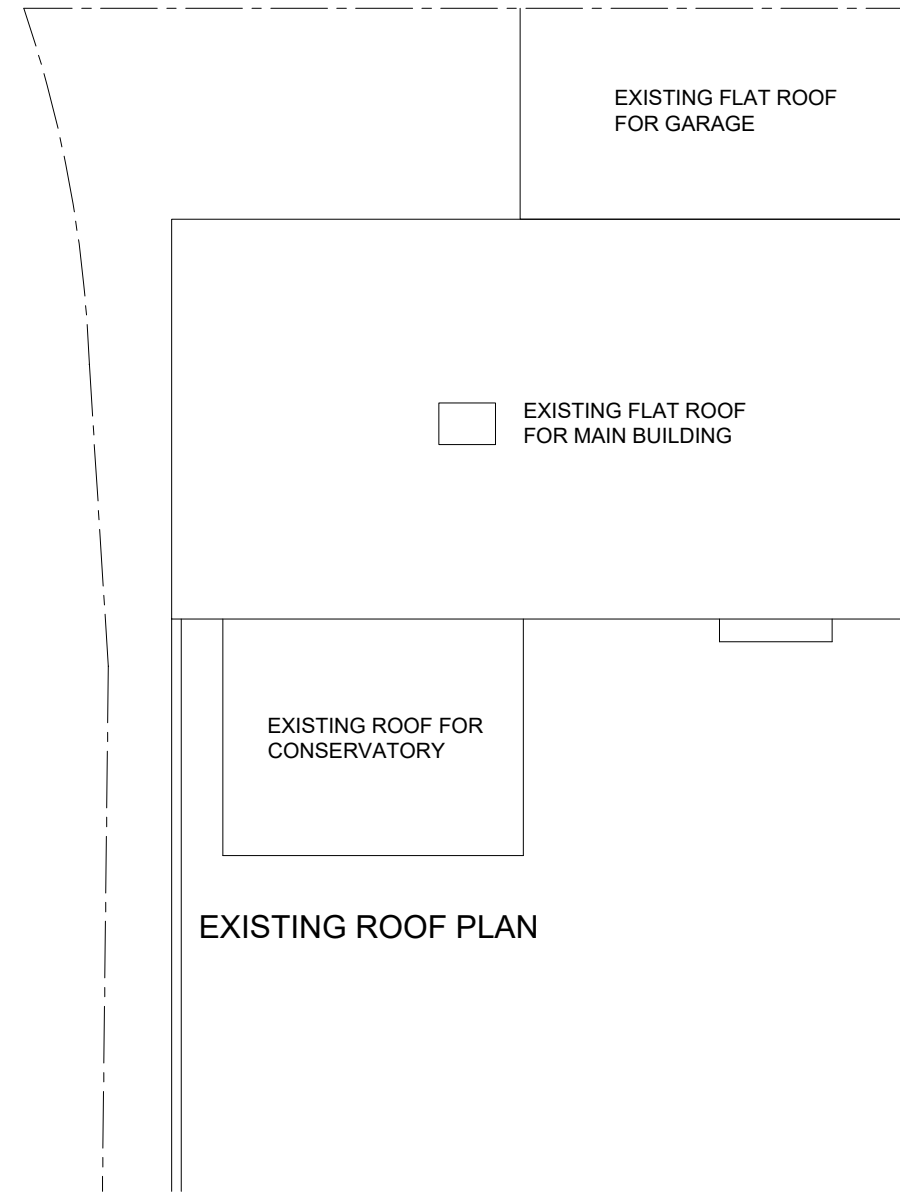 EXISTING FLAT ROOF
FOR GARAGE
EXISTING FLAT ROOF
FOR MAIN BUILDING
EXISTING ROOF FOR
CONSERVATORY
EXISTING ROOF PLAN